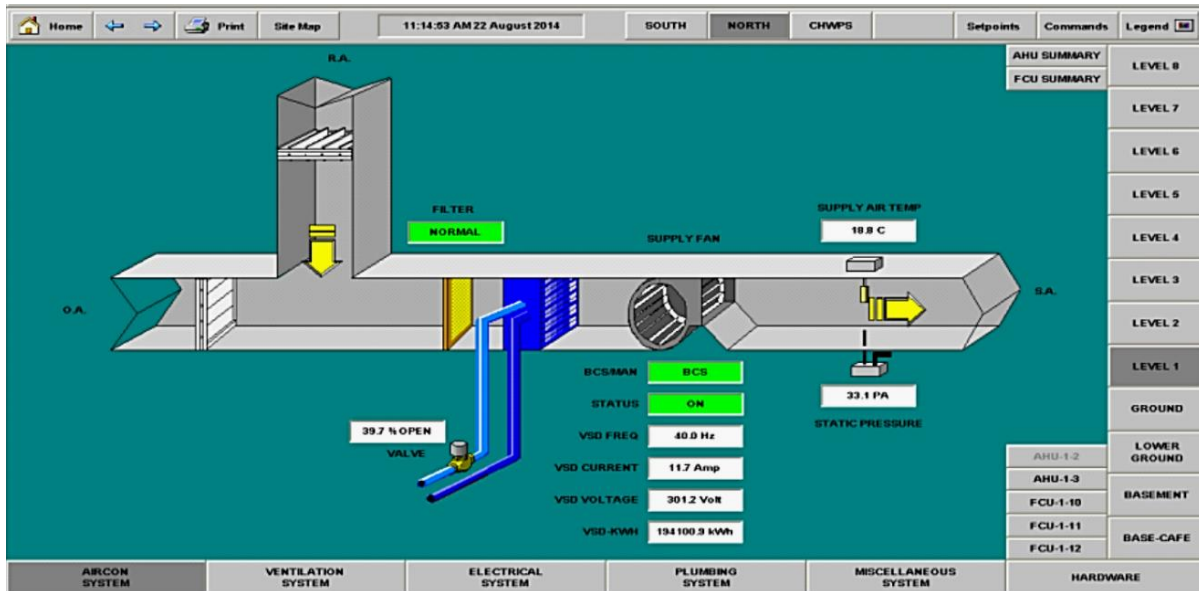 Home
Print
Site Map
11:14:53 AM 22 August 2014
SOUTH
NORTH
CHWPS
Setpoints
Commands
Legend
AHU SUMMARY
FCU SUMMARY
LEVEL 8
LEVEL 7
LEVEL 6
LEVEL 5
LEVEL 4
LEVEL 3
LEVEL 2
LEVEL 1
GROUND
LOWER
GROUND
BASEMENT
BASE-CAFE
R.A.
FILTER
NORMAL
SUPPLY FAN
SUPPLY AIR TEMP
18.8 C
O.A.
S.A.
BCS/MAN
BCS
STATUS
ON
33.1 PA
STATIC PRESSURE
39.7 % OPEN
VALVE
VSD FREQ
40.0 Hz
VSD CURRENT
11.7 Amp
VSD VOLTAGE
301.2 Volt
VSD-KWH
194100.9 kWh
AHU-1-2
AHU-1-3
FCU-1-10
FCU-1-11
FCU-1-12
AIRCON
SYSTEM
VENTILATION
SYSTEM
ELECTRICAL
SYSTEM
PLUMBING
SYSTEM
MISCELLANEOUS
SYSTEM
HARDWARE